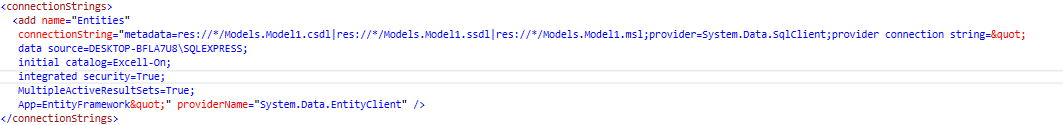 <connectionStrings>
<add name="Entities"
connectionString="metadata=res://*/Models.Model1.csdl|res://*/Models.Model1.ssdl|res://*/Models.Model1.msl;provider=System.Data.SqlClient;provider connection string=&quot;
data source=DESKTOP-BFLA7U8\SQLEXPRESS;
initial catalog=Excell-On;
integrated security=True;
MultipleActiveResultSets=True;
App=EntityFramework&quot;" providerName="System.Data.EntityClient" />
</connectionStrings>